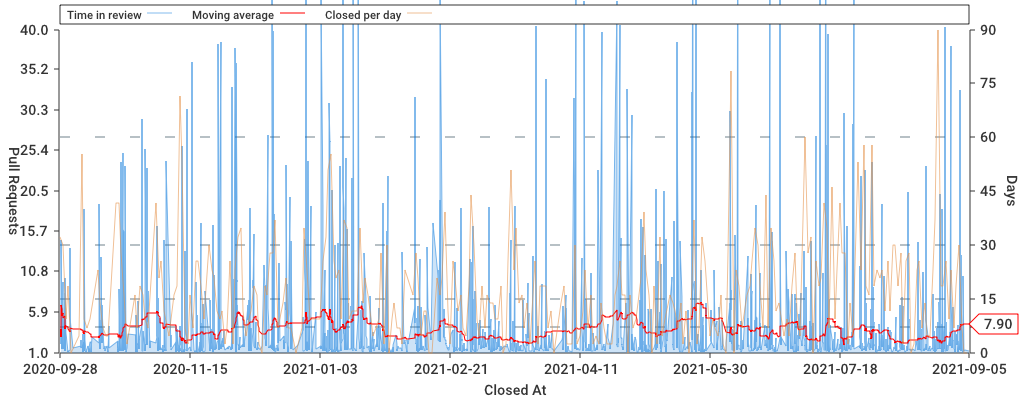 Time in review Moving average Closed per day
40.0 90
35.2 75
30.3
25.4 60
20.5 45
15.7 30
10.8
5.9 15
7.90
1.0 0
Pull Requests
Days
2020-09-28 2020-11-15 2021-01-03 2021-02-21 2021-04-11 2021-05-30 2021-07-18 2021-09-05
Closed At